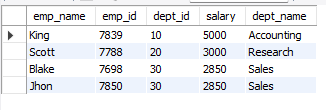 emp_name emp_id dept_id salary dept_name
King 7839 10 5000 Accounting
Scott 7788 20 3000 Research
Blake 7698 30 2850 Sales
Jhon 7850 30 2850 Sales